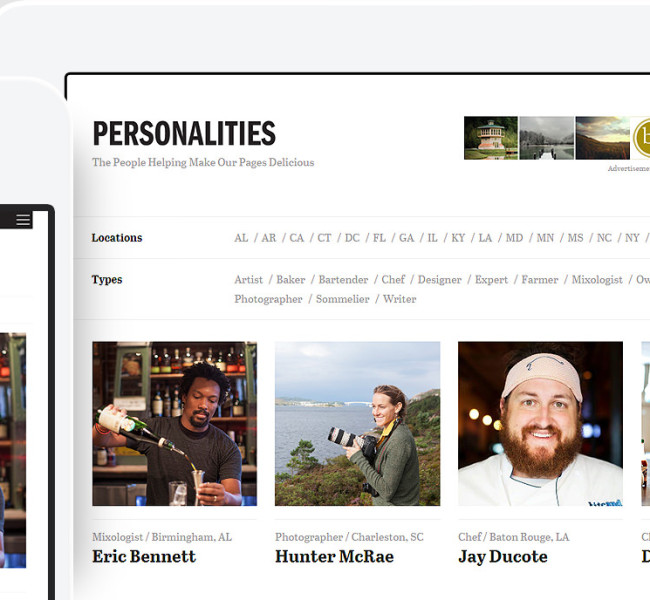 PERSONALITIES
The People Helping Make Our Pages Delicious
Locations
AL / AR / CA / CT / DC / FL / GA / IL / KY / LA / MD / MN / MS / NC / NY /
Types
Artist / Baker / Bartender / Chef / Designer / Expert / Farmer / Mixologist /
Photographer / Sommelier / Writer
Mixologist / Birmingham, AL
Eric Bennett
Photographer / Charleston, SC
Hunter McRae
Chef / Baton Rouge, LA
Jay Ducote